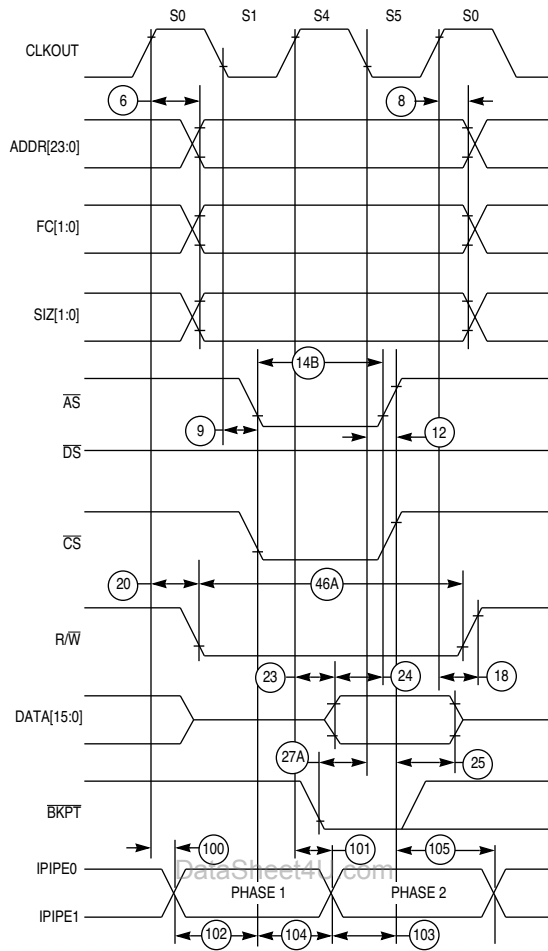 S0 S1 S4 S5 S0
CLKOUT
6 8
ADDR[23:0]
FC[1:0]
SIZ[1:0]
14B
AS
9 12
DS
CS
20 46A
R/W
23 24 18
DATA[15:0]
27A 25
BKPT
100 101 105
DataSheet4U.com
IPIPE0
PHASE 1 PHASE 2
IPIPE1
102 104 103